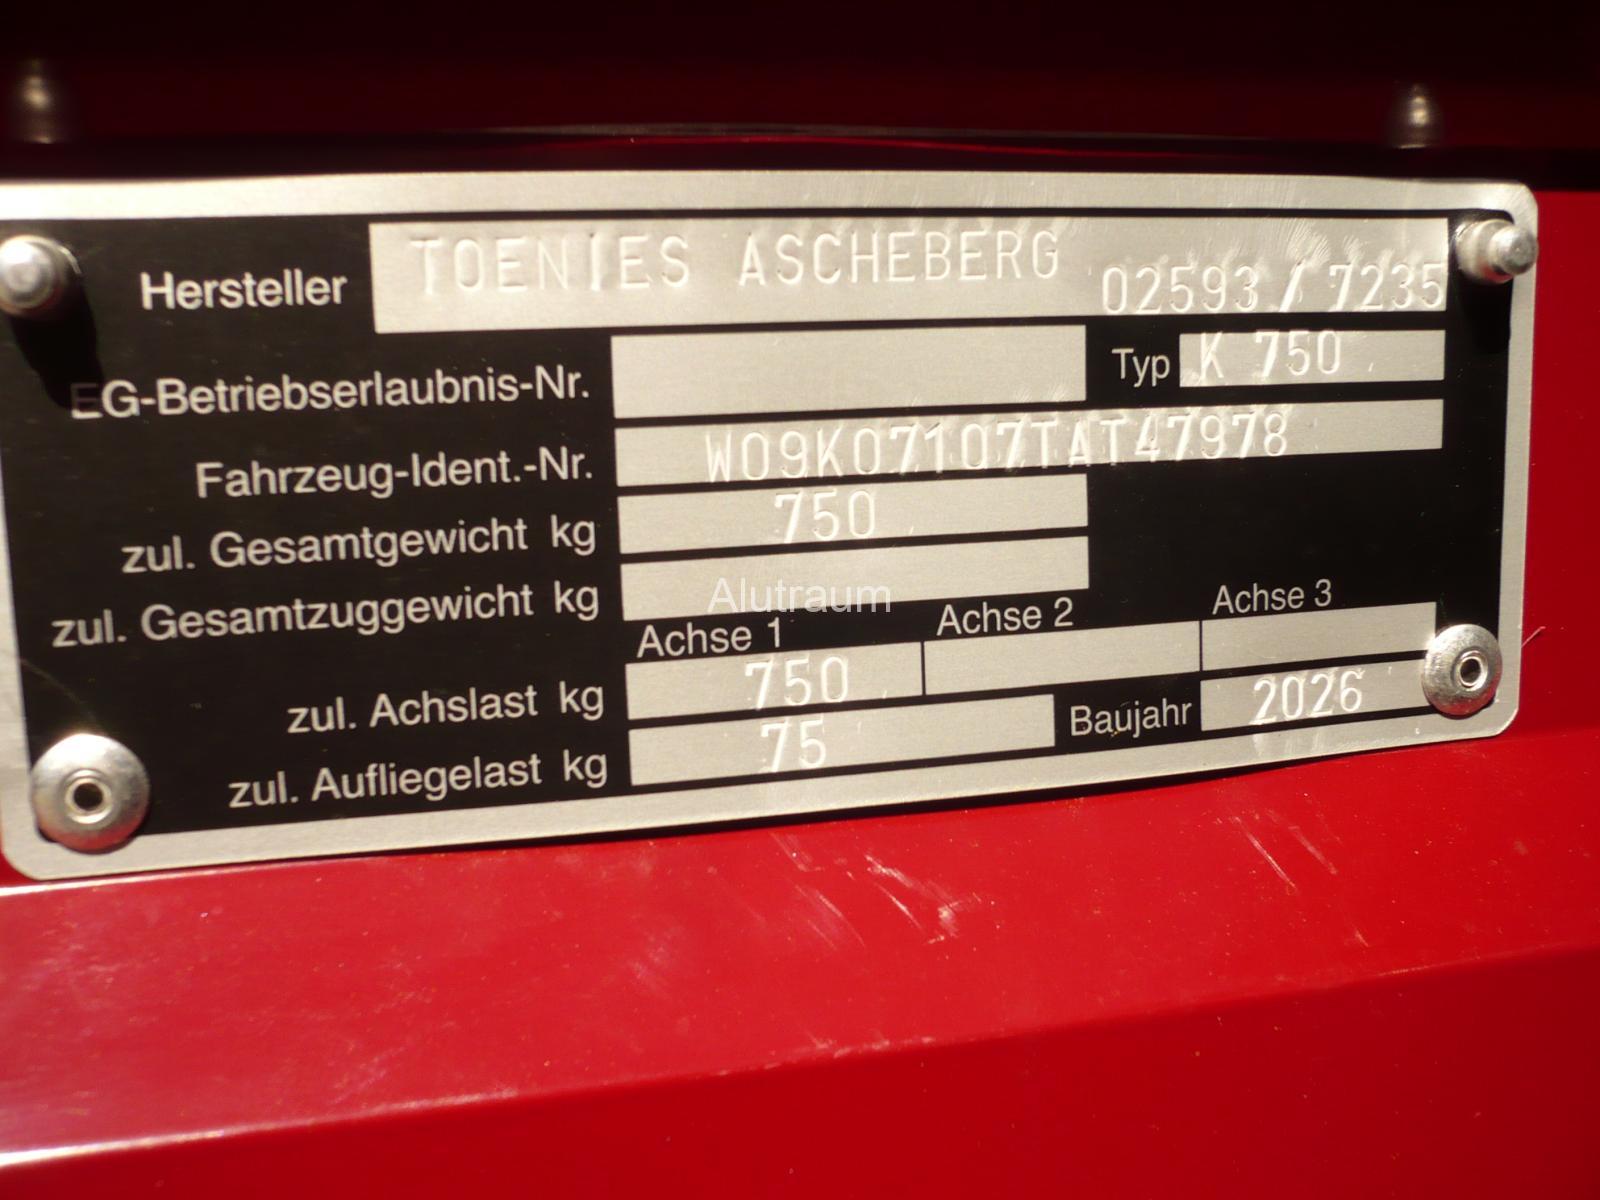 Hersteller TOENIES ASCHEBERG 02593 / 7235
EG-Betriebserlaubnis-Nr. Typ K 750
Fahrzeug-Ident.-Nr. W09K07107TAT47978
zul. Gesamtgewicht kg 750
zul. Gesamtzuggewicht kg
Alutraum
Achse 1 Achse 2 Achse 3
zul. Achslast kg 750
zul. Aufliegelast kg 75 Baujahr 2026